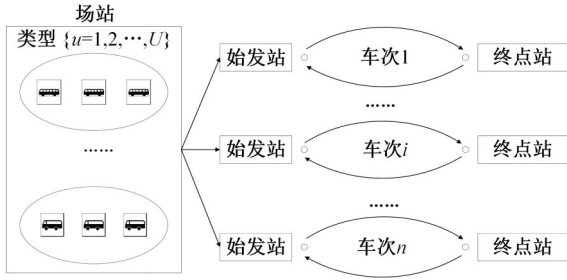 场站
类型 {u=1,2,···,U}
······
始发站 车次1 终点站
······
始发站 车次i 终点站
······
始发站 车次n 终点站